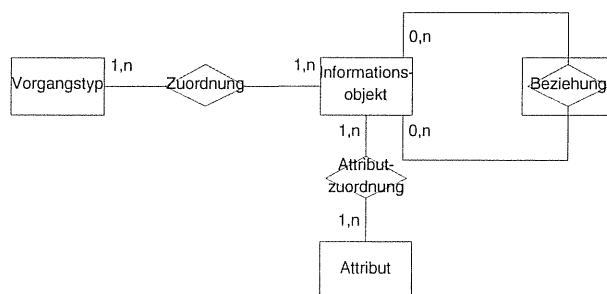 0,n
1,n
Zuordnung
1,n
Informations-
objekt
Vorgangstyp
Beziehung
0,n
1,n
Attribut-
zuordnung
1,n
Attribut